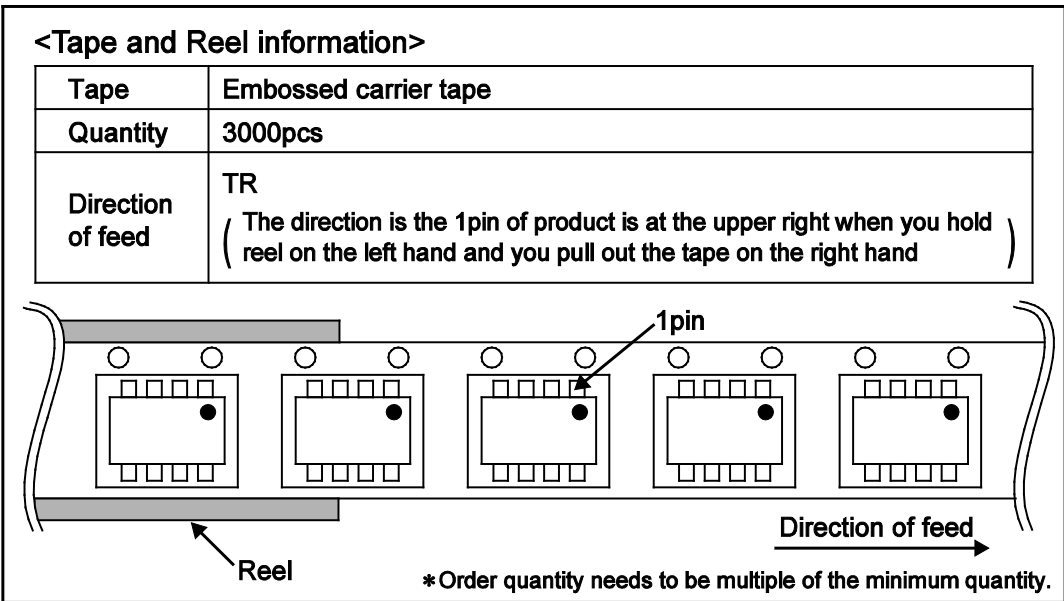 <Tape and Reel information>
Tape Embossed carrier tape
Quantity 3000pcs
Direction of feed TR
( The direction is the 1pin of product is at the upper right when you hold
reel on the left hand and you pull out the tape on the right hand )
1pin
Direction of feed
Reel
*Order quantity needs to be multiple of the minimum quantity.